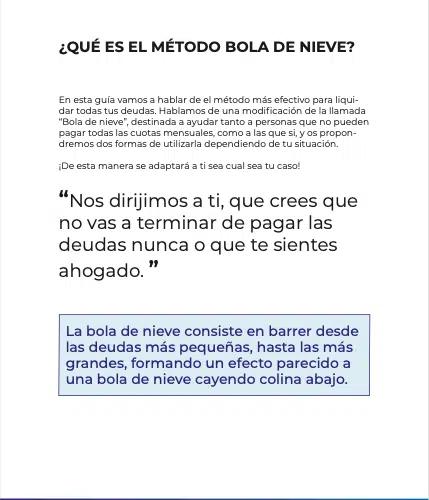 ¿QUÉ ES EL MÉTODO BOLA DE NIEVE?
En esta guía vamos a hablar de el método más efectivo para liqui-
dar todas tus deudas. Hablamos de una modificación de la llamada
“Bola de nieve”, destinada a ayudar tanto a personas que no pueden
pagar todas las cuotas mensuales, como a las que si, y os propon-
dremos dos formas de utilizarla dependiendo de tu situación.
¡De esta manera se adaptará a ti sea cual sea tu caso!
“Nos dirijimos a ti, que crees que
no vas a terminar de pagar las
deudas nunca o que te sientes
ahogado. ”
La bola de nieve consiste en barrer desde
las deudas más pequeñas, hasta las más
grandes, formando un efecto parecido a
una bola de nieve cayendo colina abajo.